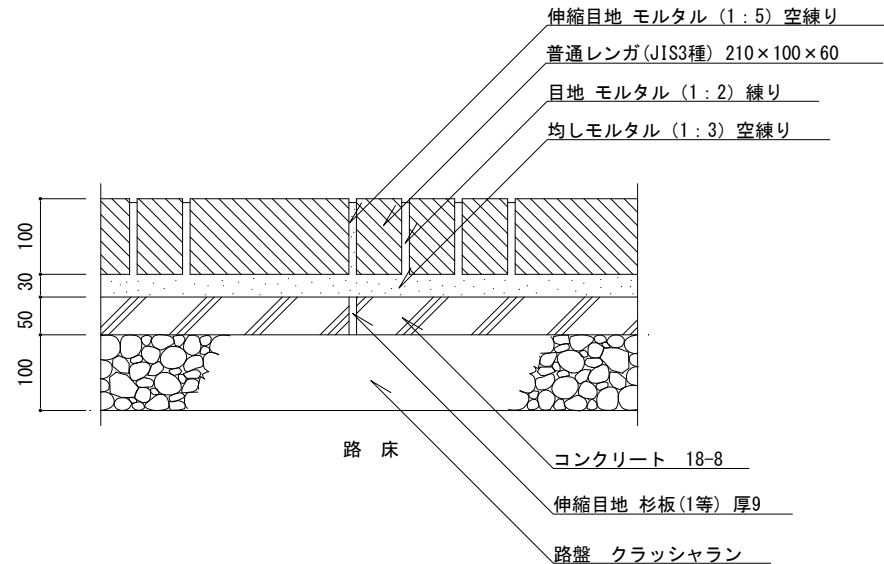 伸縮目地 モルタル（1：5）空練り
普通レンガ(JIS3種) 210×100×60
目地 モルタル（1：2）練り
均しモルタル（1：3）空練り
100
30
50
100
路 床
コンクリート 18-8
伸縮目地 杉板(1等) 厚9
路盤 クラッシャラン